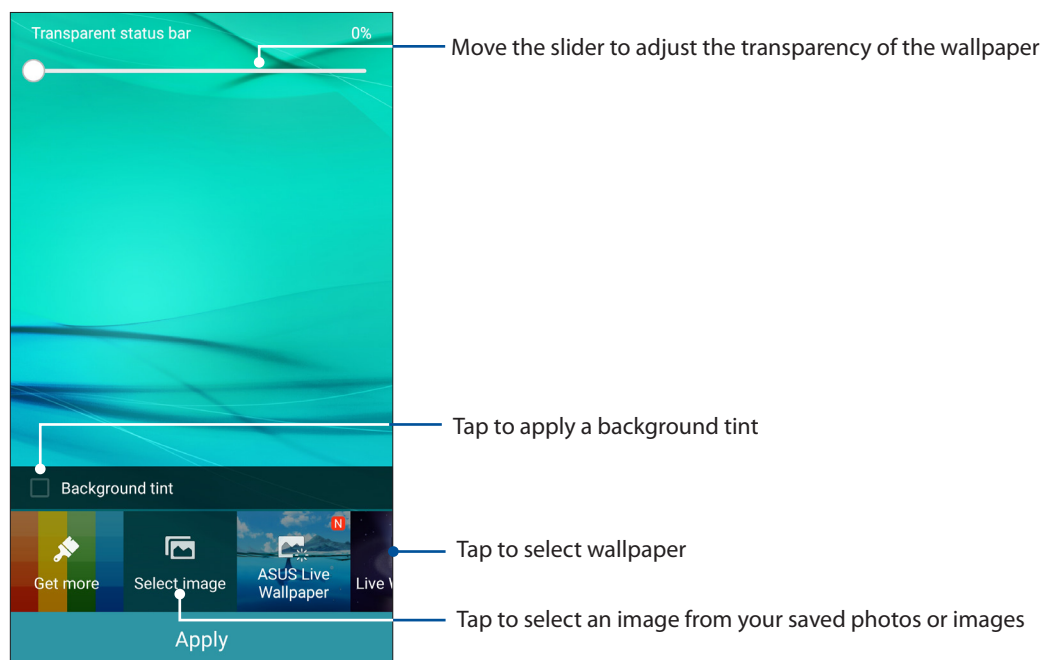 Transparent status bar 0%
Move the slider to adjust the transparency of the wallpaper
Tap to apply a background tint
Background tint
N
Tap to select wallpaper
Get more
Select image
ASUS Live
Wallpaper
Live
Tap to select an image from your saved photos or images
Apply